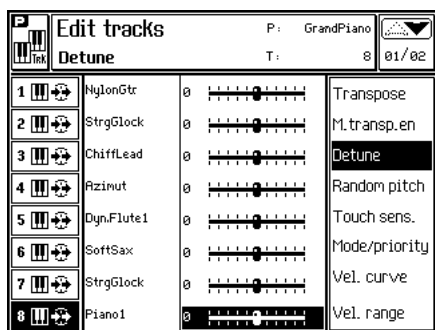 P
TRK
Edit tracks
Detune
P: GrandPiano
T: 8
01/02
1 NylonGtr 0
2 StrgGlock 0
3 ChiffLead 0
4 Azimut 0
5 Dyn.Flute1 0
6 SoftSax 0
7 StrgGlock 0
8 Piano1 0
Transpose
M.transp.en
Detune
Random pitch
Touch sens.
Mode/priority
Vel. curve
Vel. range